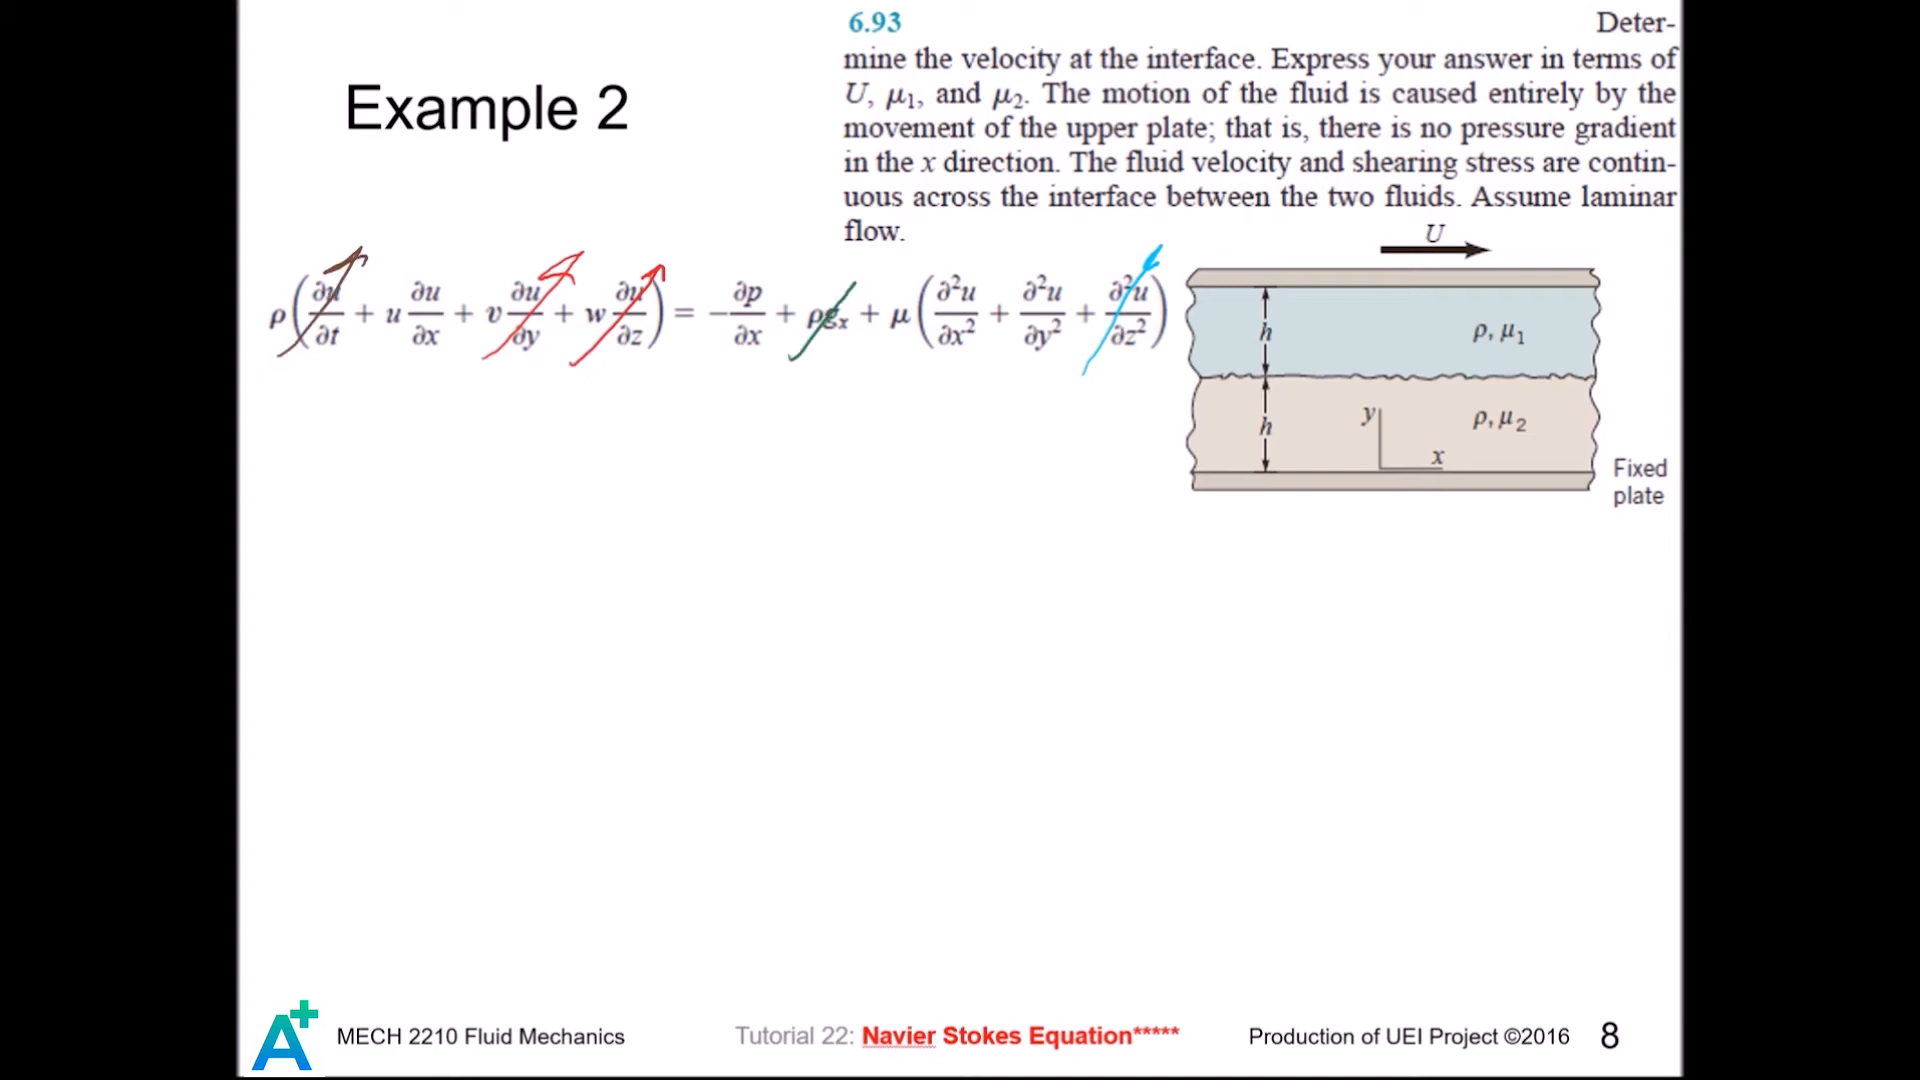 Example 2
6.93 Deter-
mine the velocity at the interface. Express your answer in terms of
U, μ₁, and μ₂. The motion of the fluid is caused entirely by the
movement of the upper plate; that is, there is no pressure gradient
in the x direction. The fluid velocity and shearing stress are contin-
uous across the interface between the two fluids. Assume laminar
flow.
U
ρ(∂u/∂t + u ∂u/∂x + v ∂u/∂y + w ∂u/∂z) = −∂p/∂x + ρgₓ + μ(∂²u/∂x² + ∂²u/∂y² + ∂²u/∂z²)
h
ρ, μ₁
h
y
x
ρ, μ₂
Fixed
plate
A+
MECH 2210 Fluid Mechanics
Tutorial 22: Navier Stokes Equation*****
Production of UEI Project ©2016
8